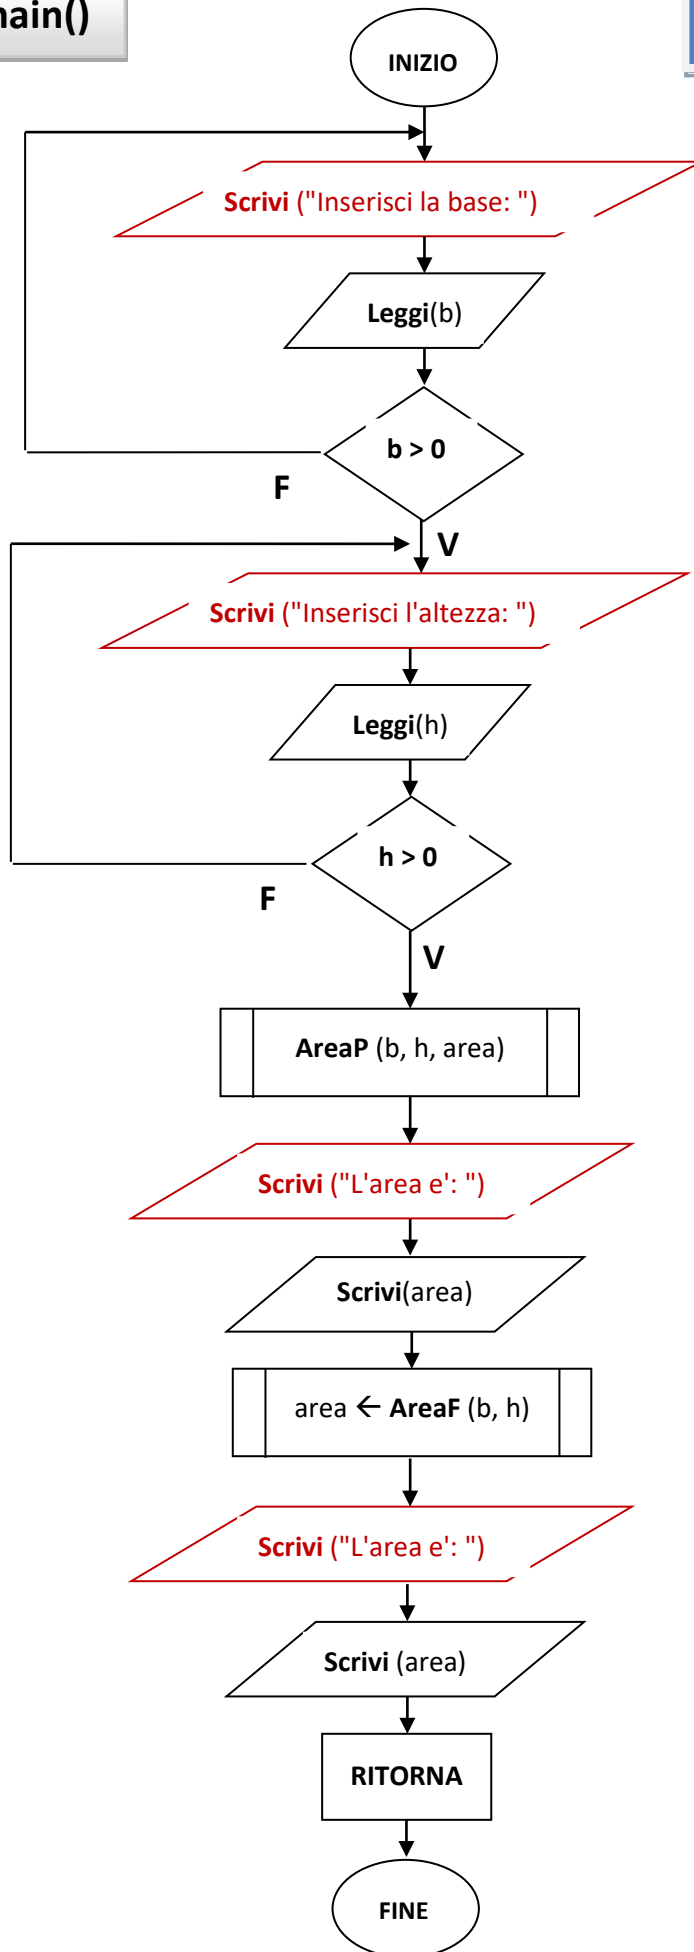 main()
INIZIO
Scrivi ("Inserisci la base: ")
Leggi(b)
b > 0
F
V
Scrivi ("Inserisci l'altezza: ")
Leggi(h)
h > 0
F
V
AreaP (b, h, area)
Scrivi ("L'area e': ")
Scrivi(area)
area ← AreaF (b, h)
Scrivi ("L'area e': ")
Scrivi (area)
RITORNA
FINE